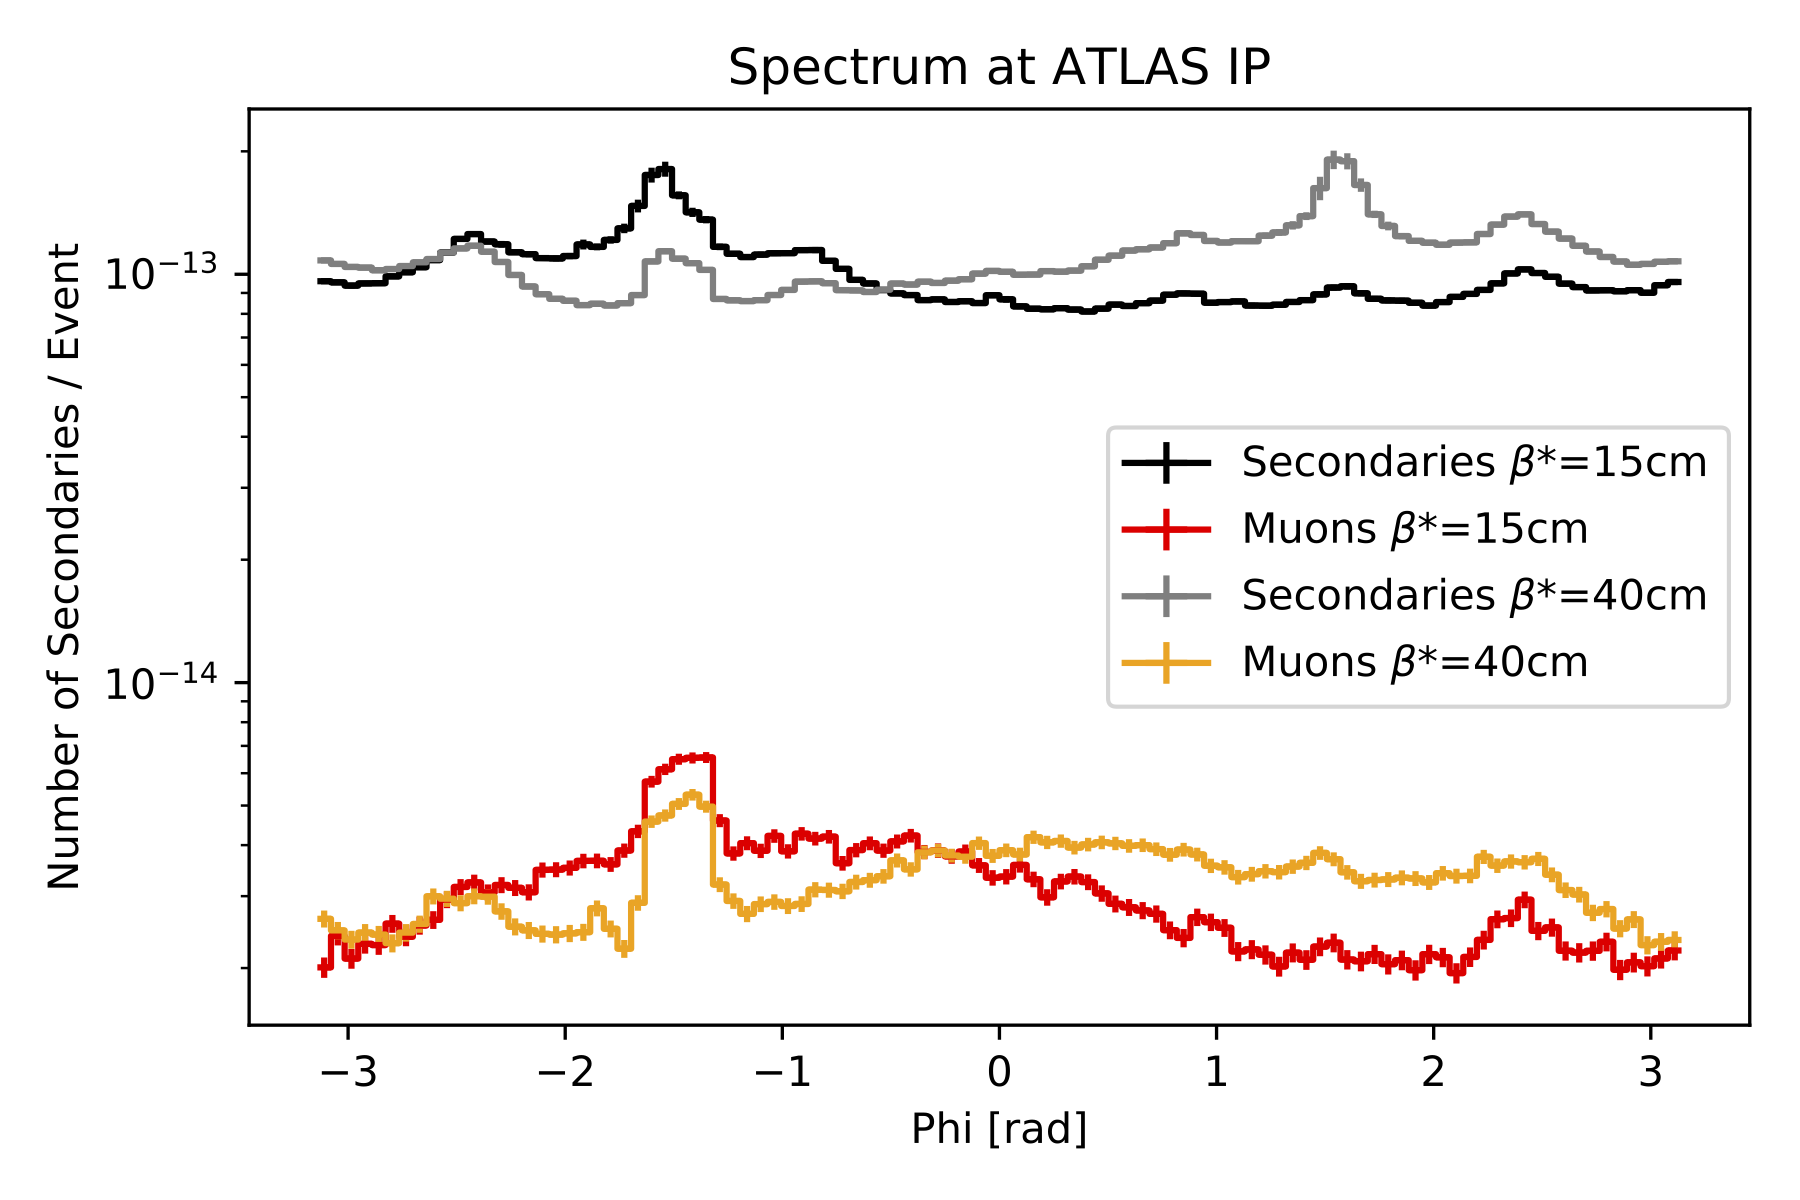 Spectrum at ATLAS IP
Number of Secondaries / Event
10⁻¹³
10⁻¹⁴
Secondaries β*=15cm
Muons β*=15cm
Secondaries β*=40cm
Muons β*=40cm
−3 −2 −1 0 1 2 3
Phi [rad]